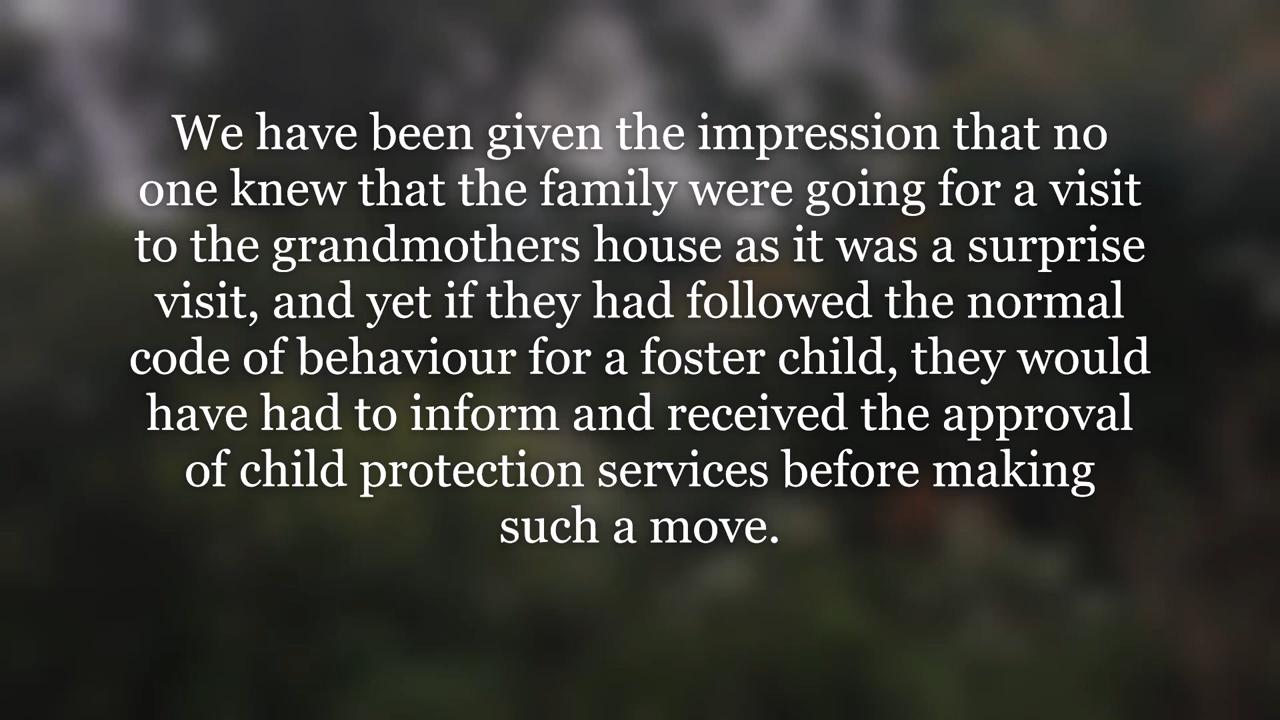 We have been given the impression that no
one knew that the family were going for a visit
to the grandmothers house as it was a surprise
visit, and yet if they had followed the normal
code of behaviour for a foster child, they would
have had to inform and received the approval
of child protection services before making
such a move.